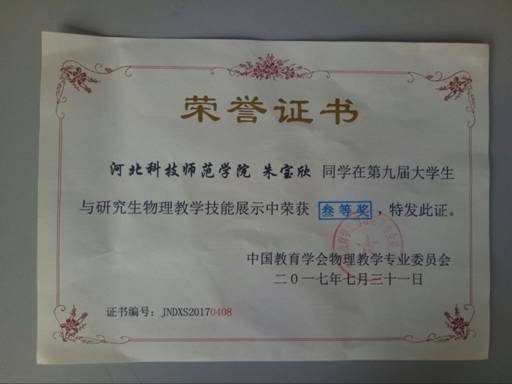 荣誉证书
河北科技师范学院 朱宝欣 同学在第九届大学生
与研究生物理教学技能展示中荣获 叁等奖 ，特发此证。
中国教育学会物理教学专业委员会
二0一七年七月三十一日
证书编号：JNDXS20170408